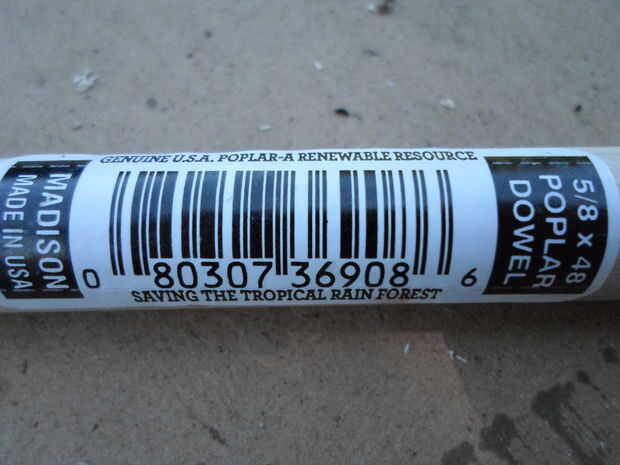 MADISON
MADE IN USA
GENUINE U.S.A. POPLAR-A RENEWABLE RESOURCE
0 80307 36908 6
SAVING THE TROPICAL RAIN FOREST
5/8 x 48
POPLAR
DOWEL